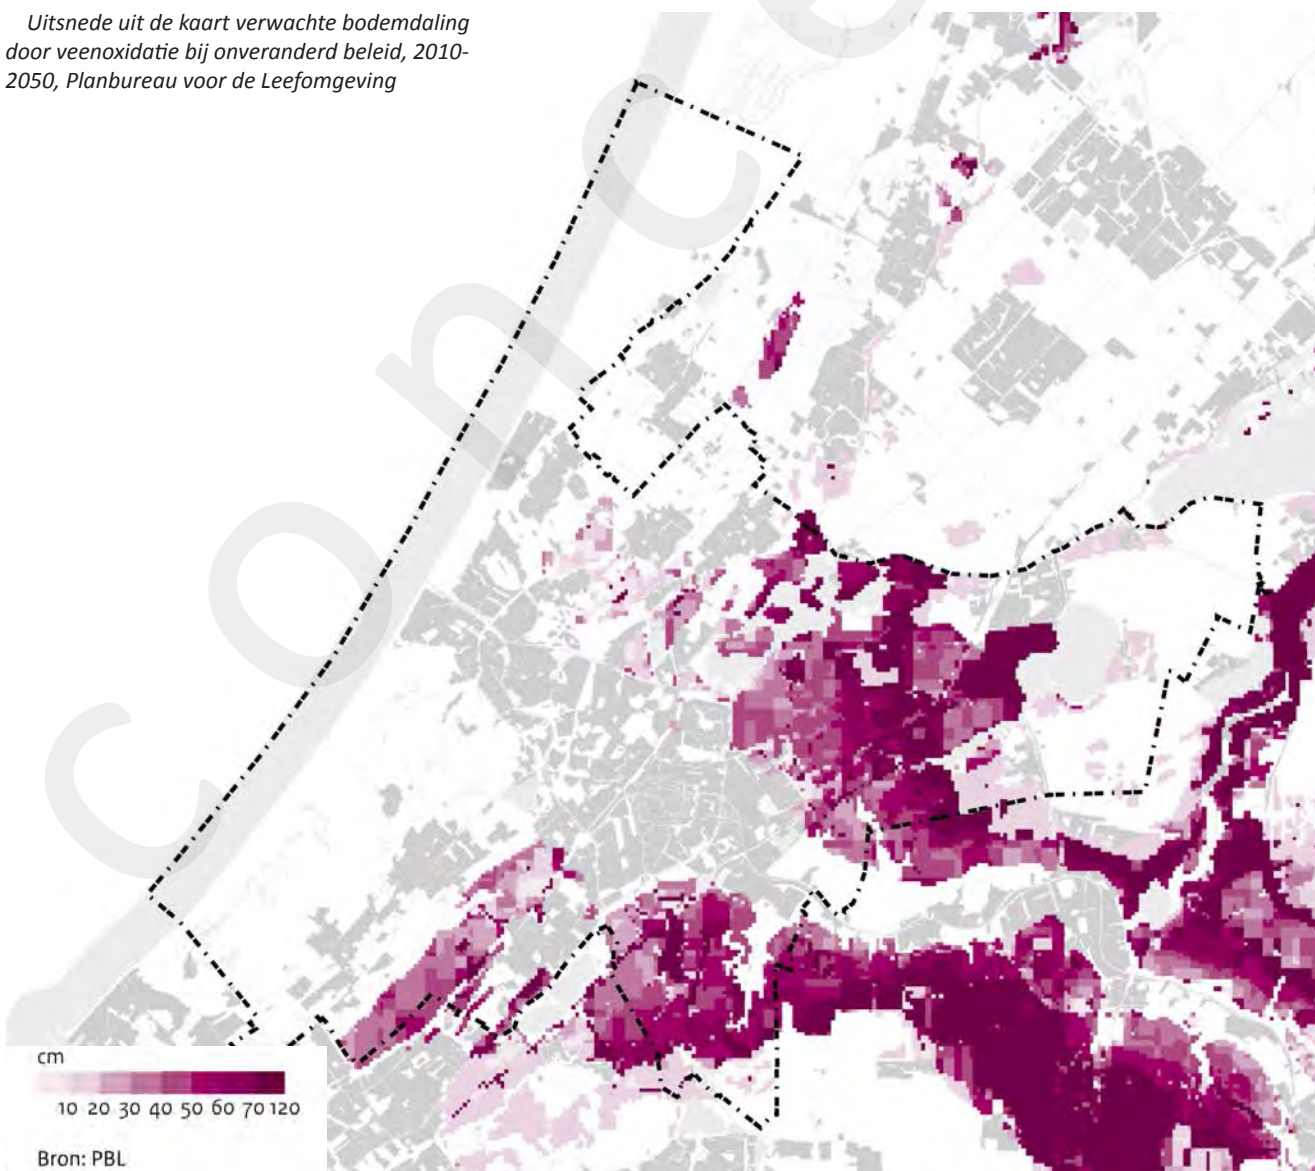 Uitsnede uit de kaart verwachte bodemdaling
door veenoxidatie bij onveranderd beleid, 2010-
2050, Planbureau voor de Leefomgeving
conce
cm
10 20 30 40 50 60 70 120
Bron: PBL